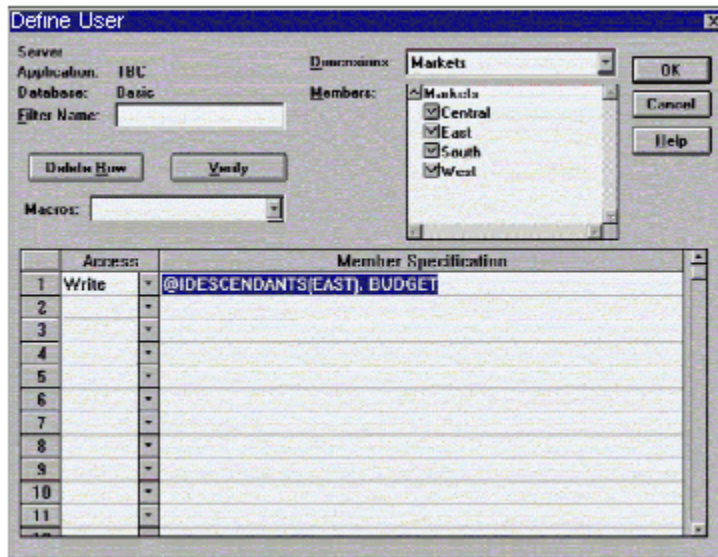 Define User
Server
Application: TBC
Database: Basic
Filter Name:
Delete Row
Verify
Macros:
Dimensions: Markets
Members:
Markets
Central
East
South
West
OK
Cancel
Help
Access Member Specification
1 Write @IDESCENDANTS(EAST), BUDGET
2
3
4
5
6
7
8
9
10
11